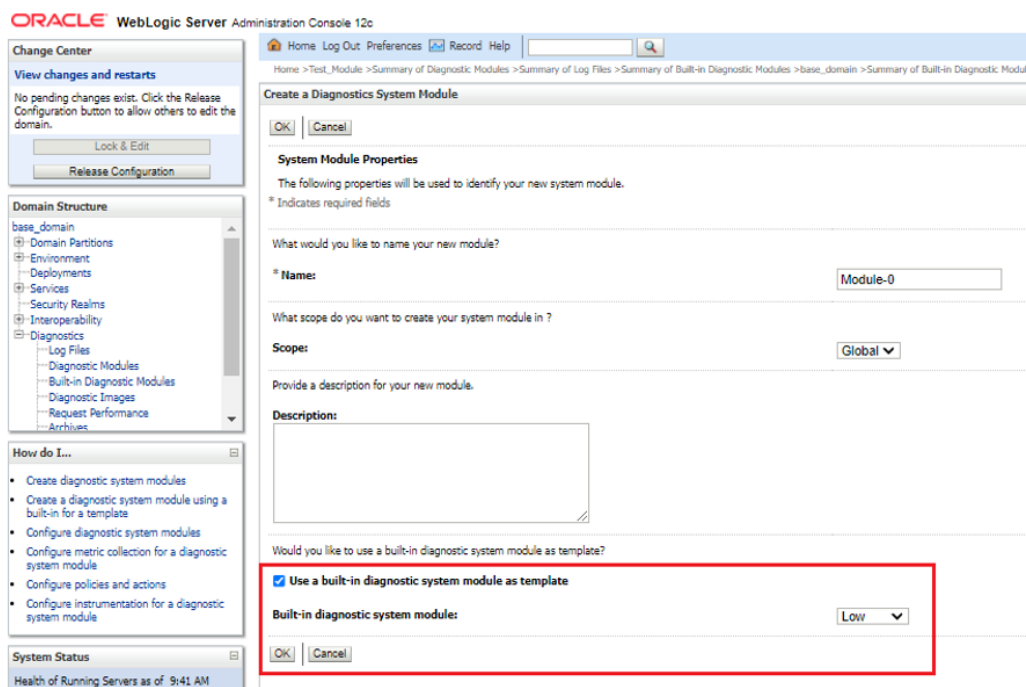 ORACLE WebLogic Server Administration Console 12c
Change Center
View changes and restarts
No pending changes exist. Click the Release
Configuration button to allow others to edit the
domain.
Lock & Edit
Release Configuration
Domain Structure
base_domain
Domain Partitions
Environment
Deployments
Services
Security Realms
Interoperability
Diagnostics
Log Files
Diagnostic Modules
Built-in Diagnostic Modules
Diagnostic Images
Request Performance
Archives
How do I...
Create diagnostic system modules
Create a diagnostic system module using a
built-in for a template
Configure diagnostic system modules
Configure metric collection for a diagnostic
system module
Configure policies and actions
Configure instrumentation for a diagnostic
system module
System Status
Health of Running Servers as of 9:41 AM
Home Log Out Preferences Record Help
Home >Test_Module >Summary of Diagnostic Modules >Summary of Log Files >Summary of Built-in Diagnostic Modules >base_domain >Summary of Built-in Diagnostic Modul
Create a Diagnostics System Module
OK Cancel
System Module Properties
The following properties will be used to identify your new system module.
* Indicates required fields
What would you like to name your new module?
* Name: Module-0
What scope do you want to create your system module in ?
Scope: Global
Provide a description for your new module.
Description:
Would you like to use a built-in diagnostic system module as template?
Use a built-in diagnostic system module as template
Built-in diagnostic system module: Low
OK Cancel